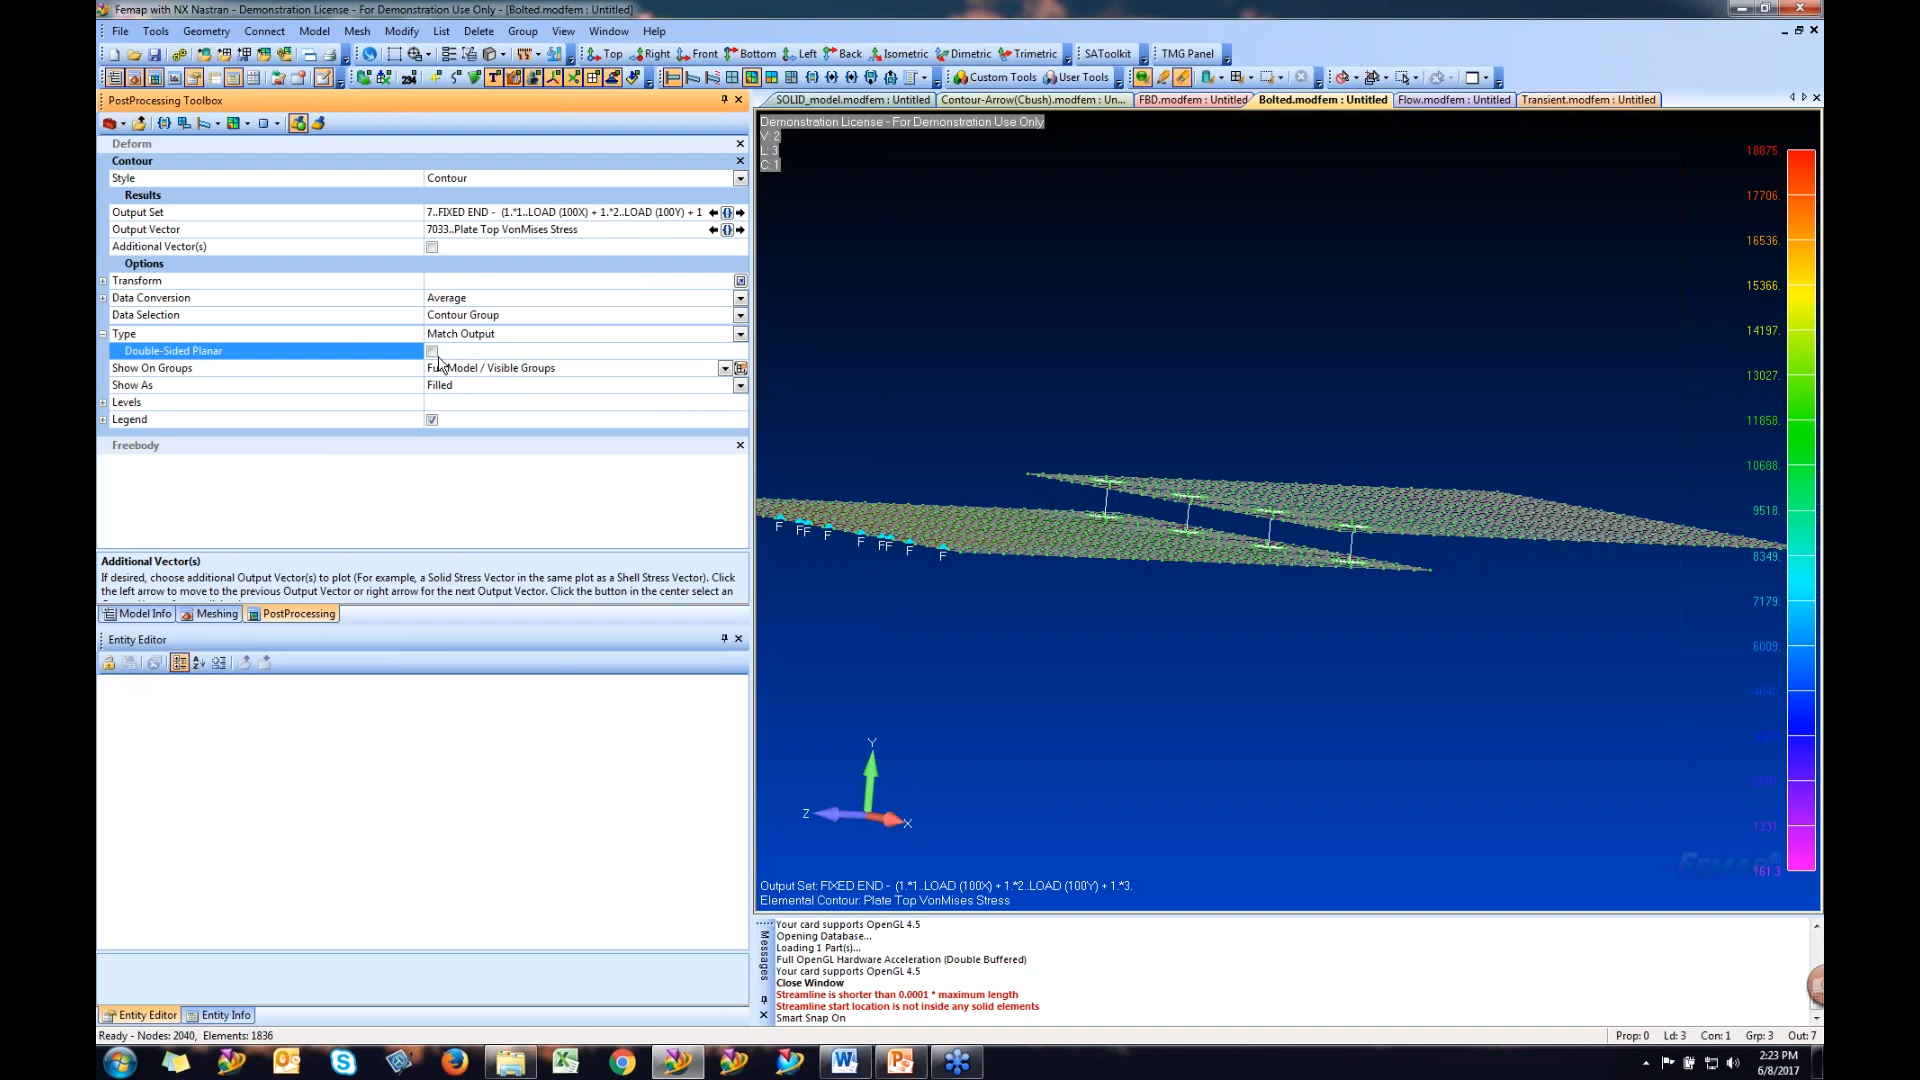 Femap with NX Nastran - Demonstration License - For Demonstration Use Only - [Bolted.modfem : Untitled]
File Tools Geometry Connect Model Mesh Modify List Delete Group View Window Help
Top Right Front Bottom Left Back Isometric Dimetric Trimetric SAToolkit TMG Panel
234 Custom Tools User Tools
PostProcessing Toolbox
SOLID_model.modfem : Untitled Contour-Arrow(Cbush).modfem : Un... FBD.modfem : Untitled Bolted.modfem : Untitled Flow.modfem : Untitled Transient.modfem : Untitled
Deform
Contour
Style Contour
Results
Output Set 7..FIXED END - (1.*1..LOAD (100X) + 1.*2..LOAD (100Y) + 1
Output Vector 7033..Plate Top VonMises Stress
Additional Vector(s)
Options
Transform
Data Conversion Average
Data Selection Contour Group
Type Match Output
Double-Sided Planar
Show On Groups Full Model / Visible Groups
Show As Filled
Levels
Legend
Freebody
Additional Vector(s)
If desired, choose additional Output Vector(s) to plot (For example, a Solid Stress Vector in the same plot as a Shell Stress Vector). Click
the left arrow to move to the previous Output Vector or right arrow for the next Output Vector. Click the button in the center select an
Model Info Meshing PostProcessing
Entity Editor
Entity Editor Entity Info
Demonstration License - For Demonstration Use Only
V: 2
L: 3
C: 1
18875.
17706.
16536.
15366.
14197.
13027.
11858.
10688.
9518.
8349.
7179.
6009.
4840.
1331.
161.3
F FF F F FF F F
Y
Z
X
FEMAP
Output Set: FIXED END - (1.*1..LOAD (100X) + 1.*2..LOAD (100Y) + 1.*3.
Elemental Contour: Plate Top VonMises Stress
Messages
Your card supports OpenGL 4.5
Opening Database...
Loading 1 Part(s)...
Full OpenGL Hardware Acceleration (Double Buffered)
Your card supports OpenGL 4.5
Close Window
Streamline is shorter than 0.0001 * maximum length
Streamline start location is not inside any solid elements
Smart Snap On
Ready - Nodes: 2040, Elements: 1836
Prop: 0 Ld: 3 Con: 1 Grp: 3 Out: 7
2:23 PM
6/8/2017